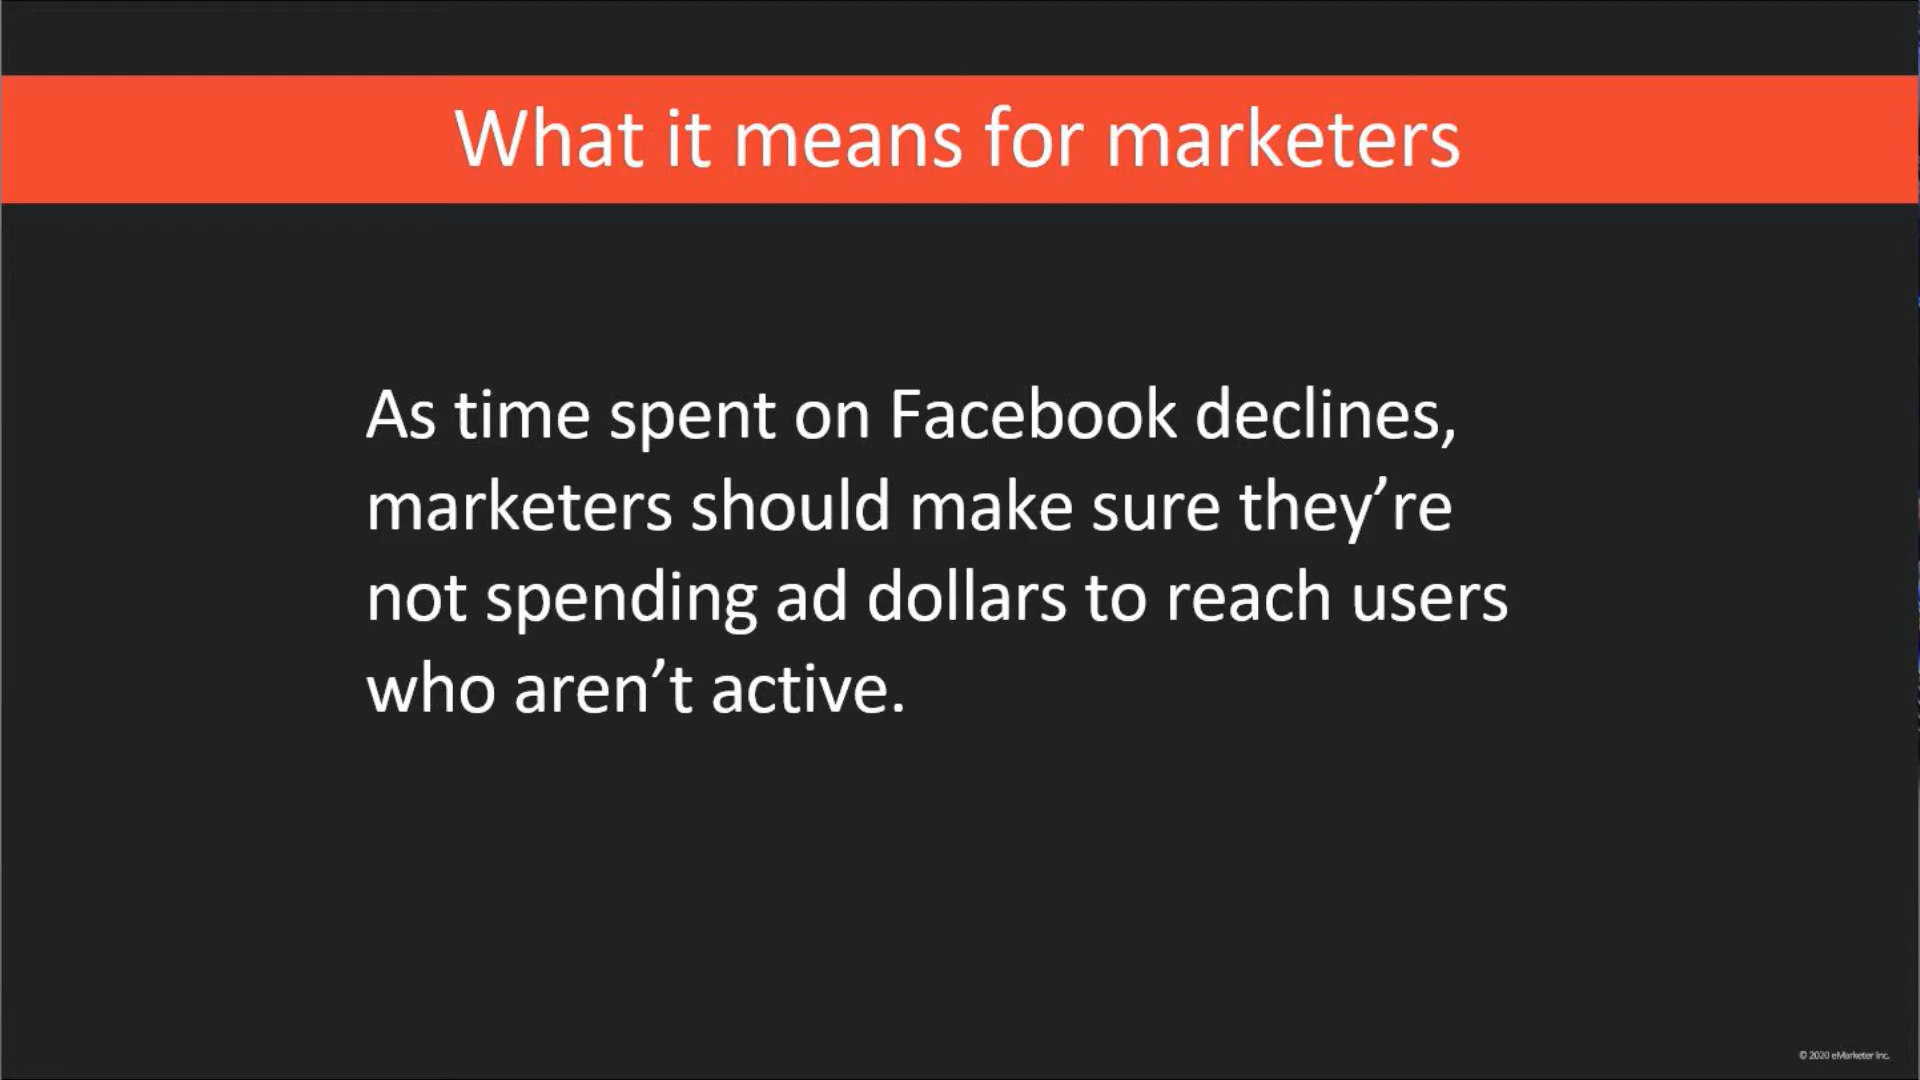 What it means for marketers
As time spent on Facebook declines,
marketers should make sure they’re
not spending ad dollars to reach users
who aren’t active.
© 2020 eMarketer Inc.